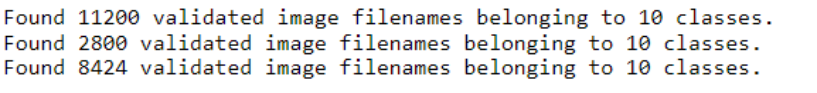 Found 11200 validated image filenames belonging to 10 classes.
Found 2800 validated image filenames belonging to 10 classes.
Found 8424 validated image filenames belonging to 10 classes.